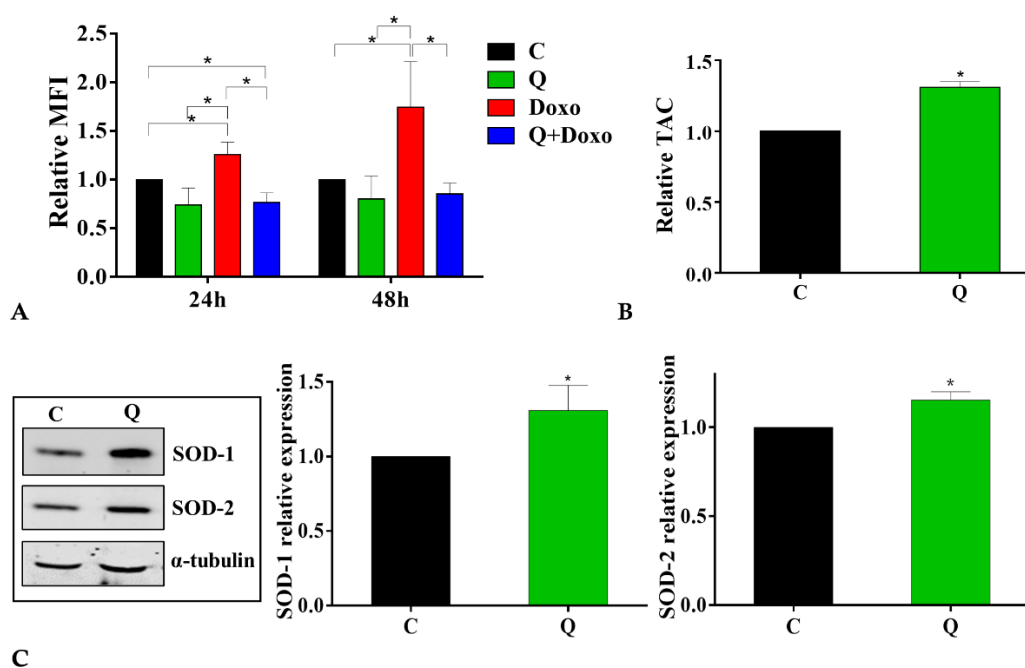 Relative MFI
2.5
2.0
1.5
1.0
0.5
0.0
* * * *
* * *
24h 48h
C
Q
Doxo
Q+Doxo
A
Relative TAC
1.5
1.0
0.5
0.0
*
C Q
B
C Q
SOD-1
SOD-2
α-tubulin
SOD-1 relative expression
1.5
1.0
0.5
0.0
*
C Q
SOD-2 relative expression
1.0
0.5
0.0
*
C Q
C